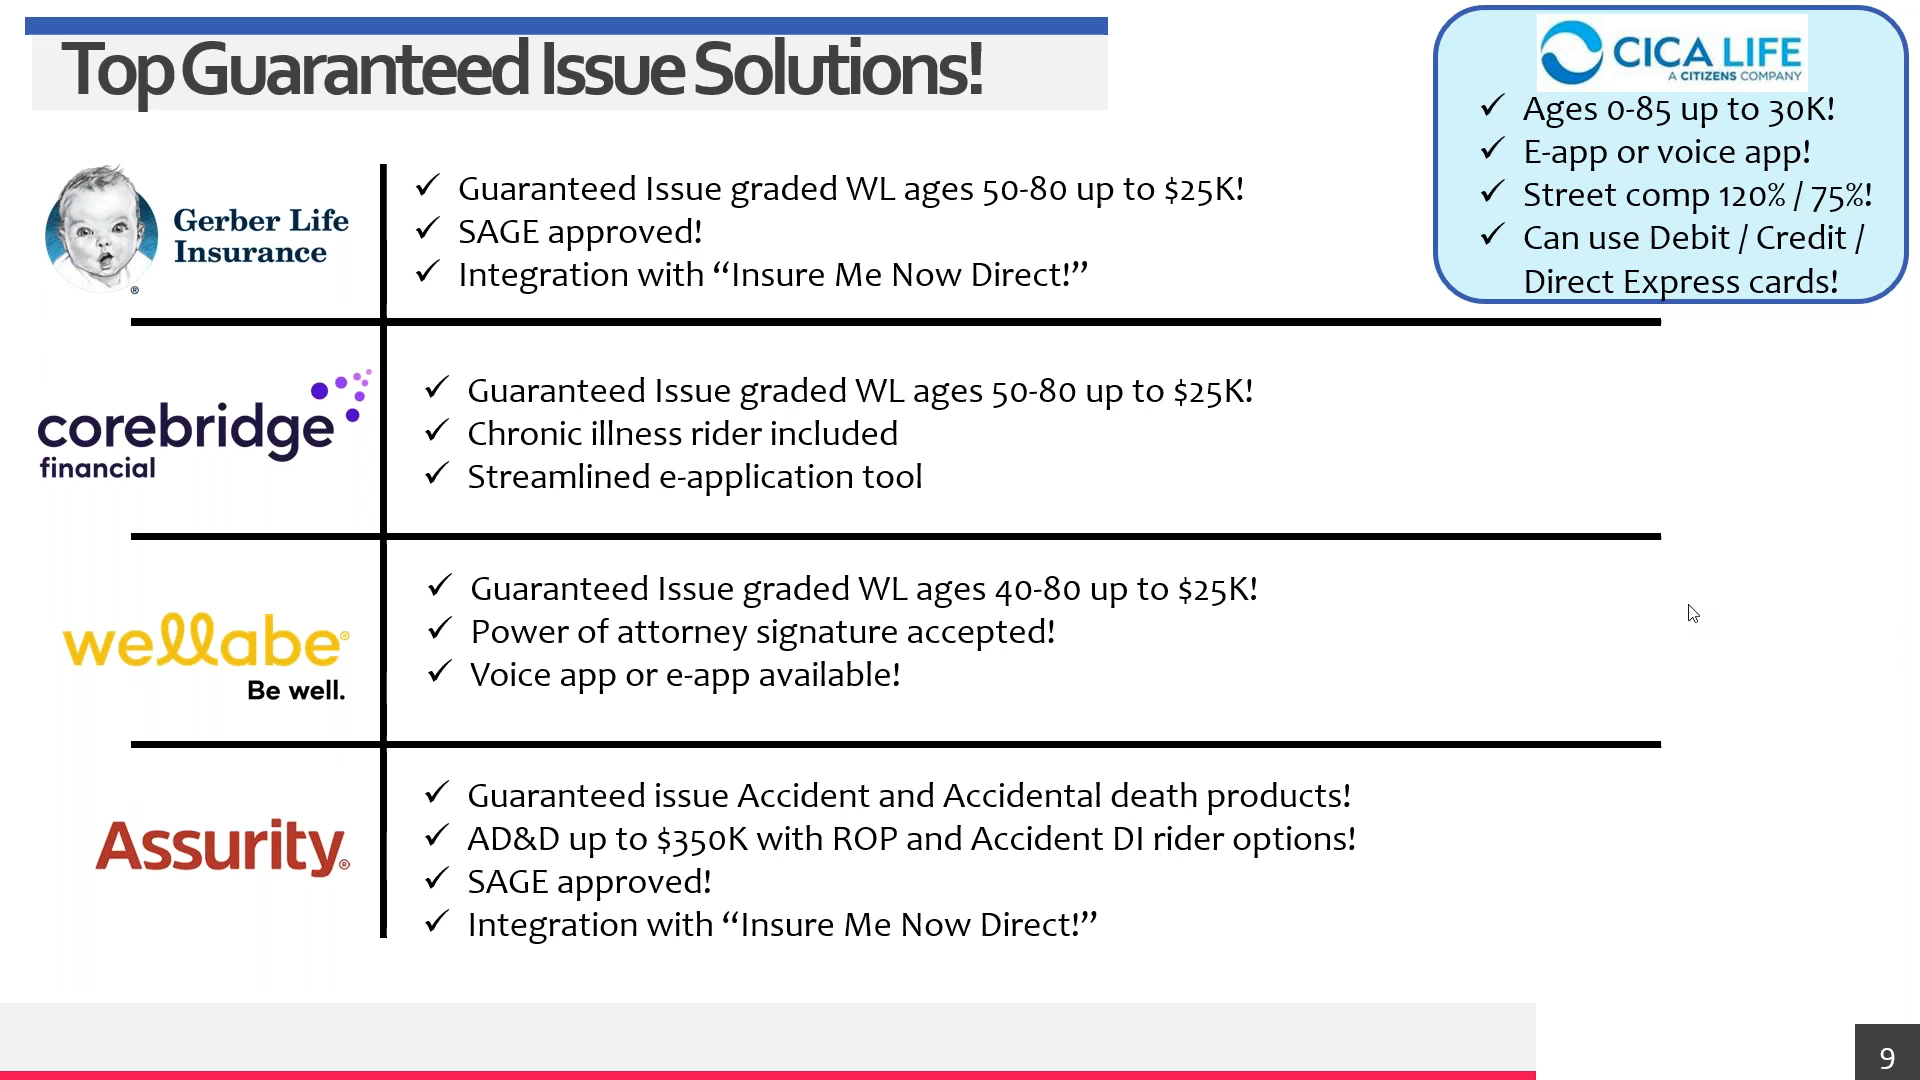 Top Guaranteed Issue Solutions!
CICA LIFE
A CITIZENS COMPANY
✓ Ages 0-85 up to 30K!
✓ E-app or voice app!
✓ Street comp 120% / 75%!
✓ Can use Debit / Credit /
Direct Express cards!
Gerber Life
Insurance
®
✓ Guaranteed Issue graded WL ages 50-80 up to $25K!
✓ SAGE approved!
✓ Integration with “Insure Me Now Direct!”
corebridge
financial
✓ Guaranteed Issue graded WL ages 50-80 up to $25K!
✓ Chronic illness rider included
✓ Streamlined e-application tool
wellabe®
Be well.
✓ Guaranteed Issue graded WL ages 40-80 up to $25K!
✓ Power of attorney signature accepted!
✓ Voice app or e-app available!
Assurity®
✓ Guaranteed issue Accident and Accidental death products!
✓ AD&D up to $350K with ROP and Accident DI rider options!
✓ SAGE approved!
✓ Integration with “Insure Me Now Direct!”
9